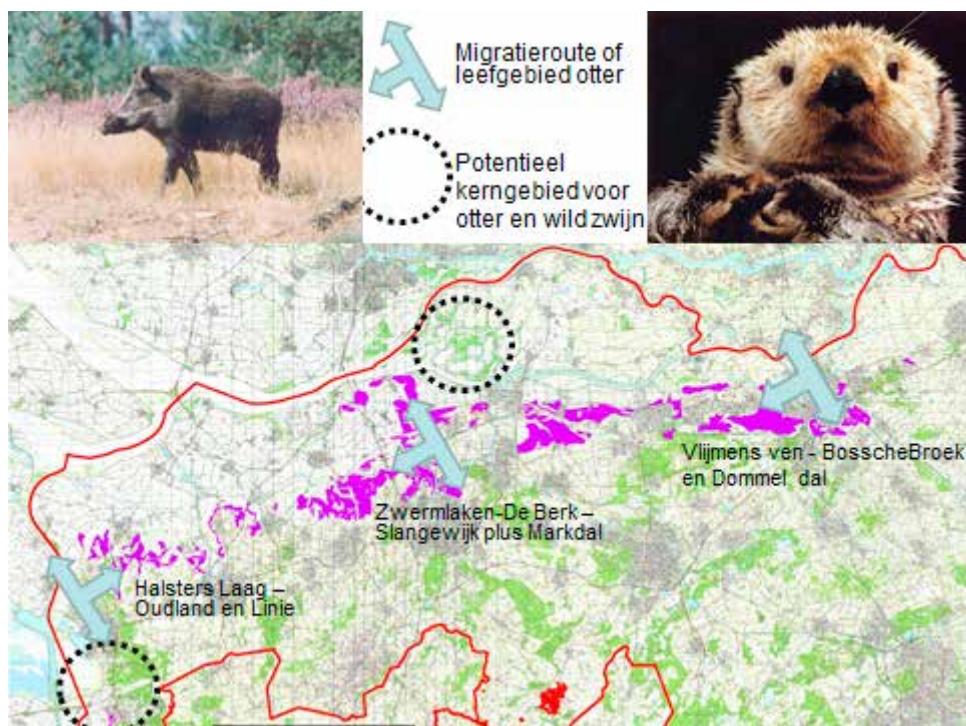 Migratieroute of
leefgebied otter
Potentieel
kerngebied voor
otter en wild zwijn
Vlijmens ven - BosscheBroek
en Dommel dal
Zwermlaken-De Berk –
Slangewijk plus Markdal
Halsters Laag –
Oudland en Linie